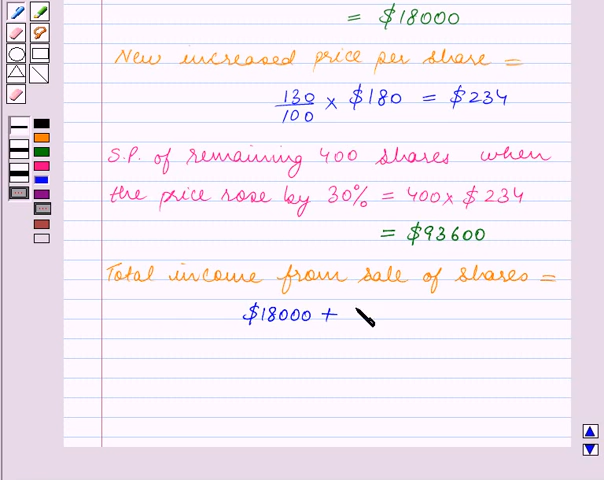 = $18000
New increased price per share =
130/100 × $180 = $234
S.P. of remaining 400 shares when
the price rose by 30% = 400 × $234
= $93600
Total income from sale of shares =
$18000 +